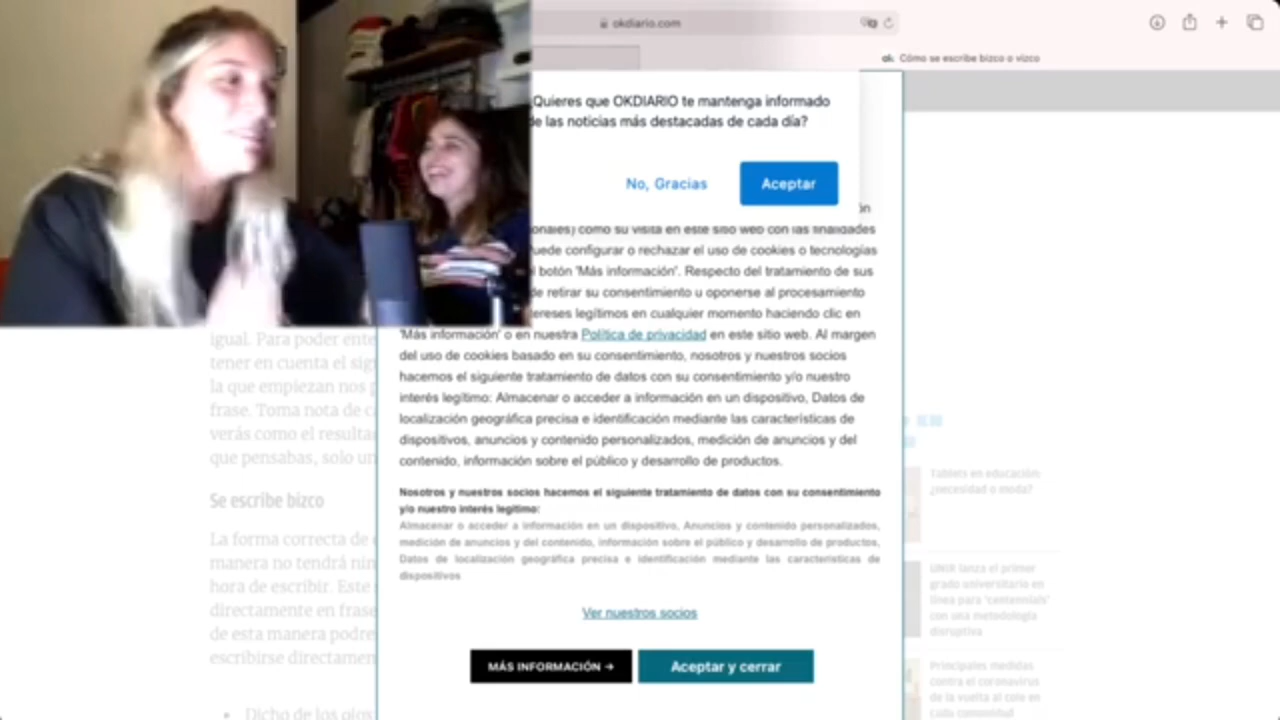 okdiario.com
ok Cómo se escribe bizco o vizco
Quieres que OKDIARIO te mantenga informado
de las noticias más destacadas de cada día?
No, Gracias
Aceptar
como su visita en este sitio web con las finalidades
uede configurar o rechazar el uso de cookies o tecnologías
l botón 'Más información'. Respecto del tratamiento de sus
de retirar su consentimiento u oponerse al procesamiento
tereses legítimos en cualquier momento haciendo clic en
'Más información' o en nuestra Política de privacidad en este sitio web. Al margen
del uso de cookies basado en su consentimiento, nosotros y nuestros socios
hacemos el siguiente tratamiento de datos con su consentimiento y/o nuestro
interés legítimo: Almacenar o acceder a información en un dispositivo, Datos de
localización geográfica precisa e identificación mediante las características de
dispositivos, anuncios y contenido personalizados, medición de anuncios y del
contenido, información sobre el público y desarrollo de productos.
Nosotros y nuestros socios hacemos el siguiente tratamiento de datos con su consentimiento
y/o nuestro interés legítimo:
Almacenar o acceder a información en un dispositivo, Anuncios y contenido personalizados,
medición de anuncios y del contenido, información sobre el público y desarrollo de productos,
Datos de localización geográfica precisa e identificación mediante las características de
dispositivos
Ver nuestros socios
MÁS INFORMACIÓN →
Aceptar y cerrar
igual. Para poder ente
tener en cuenta el sig
la que empiezan nos p
frase. Toma nota de c
verás como el resulta
que pensabas, solo un
Se escribe bizco
La forma correcta de
manera no tendrá nin
hora de escribir. Este
directamente en frase
de esta manera podre
escribirse directamen
• Dicho de los ojos
Tablets en educación:
¿necesidad o moda?
UNIR lanza el primer
grado universitario en
línea para 'centennials'
con una metodología
disruptiva
Principales medidas
contra el coronavirus
de la vuelta al cole en
cada comunidad